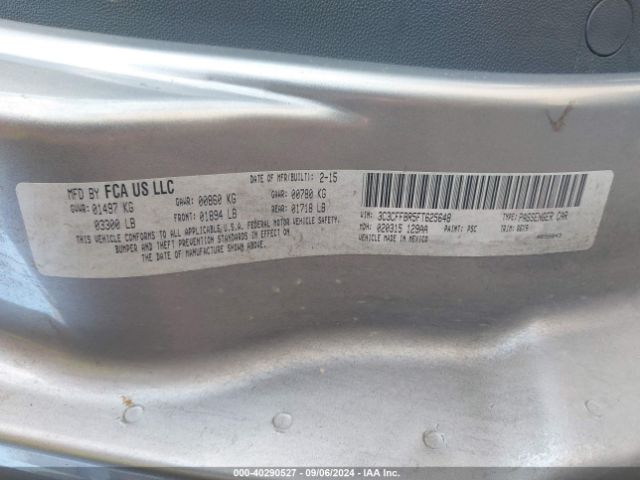 MFD BY FCA US LLC
DATE OF MFR(BUILT): 2-15
GVWR: 01497 KG
GAWR: 00860 KG
GAWR: 00780 KG
03300 LB
FRONT: 01894 LB
REAR: 01718 LB
THIS VEHICLE CONFORMS TO ALL APPLICABLE, U.S.A. FEDERAL MOTOR VEHICLE SAFETY,
BUMPER AND THEFT PREVENTION STANDARDS IN EFFECT ON
THE DATE OF MANUFACTURE SHOWN ABOVE.
VIN: 3C3CFFBR5FT625648
TYPE: PASSENGER CAR
MDH: 020315 129AA
PAINT: PSC
VEHICLE MADE IN MEXICO
000-40290527 - 09/06/2024 - IAA Inc.